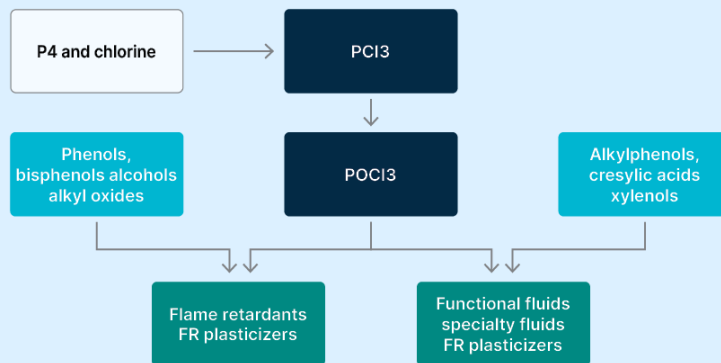 P4 and chlorine
PCl3
Phenols,
bisphenols alcohols
alkyl oxides
POCl3
Alkylphenols,
cresylic acids
xylenols
Flame retardants
FR plasticizers
Functional fluids
specialty fluids
FR plasticizers